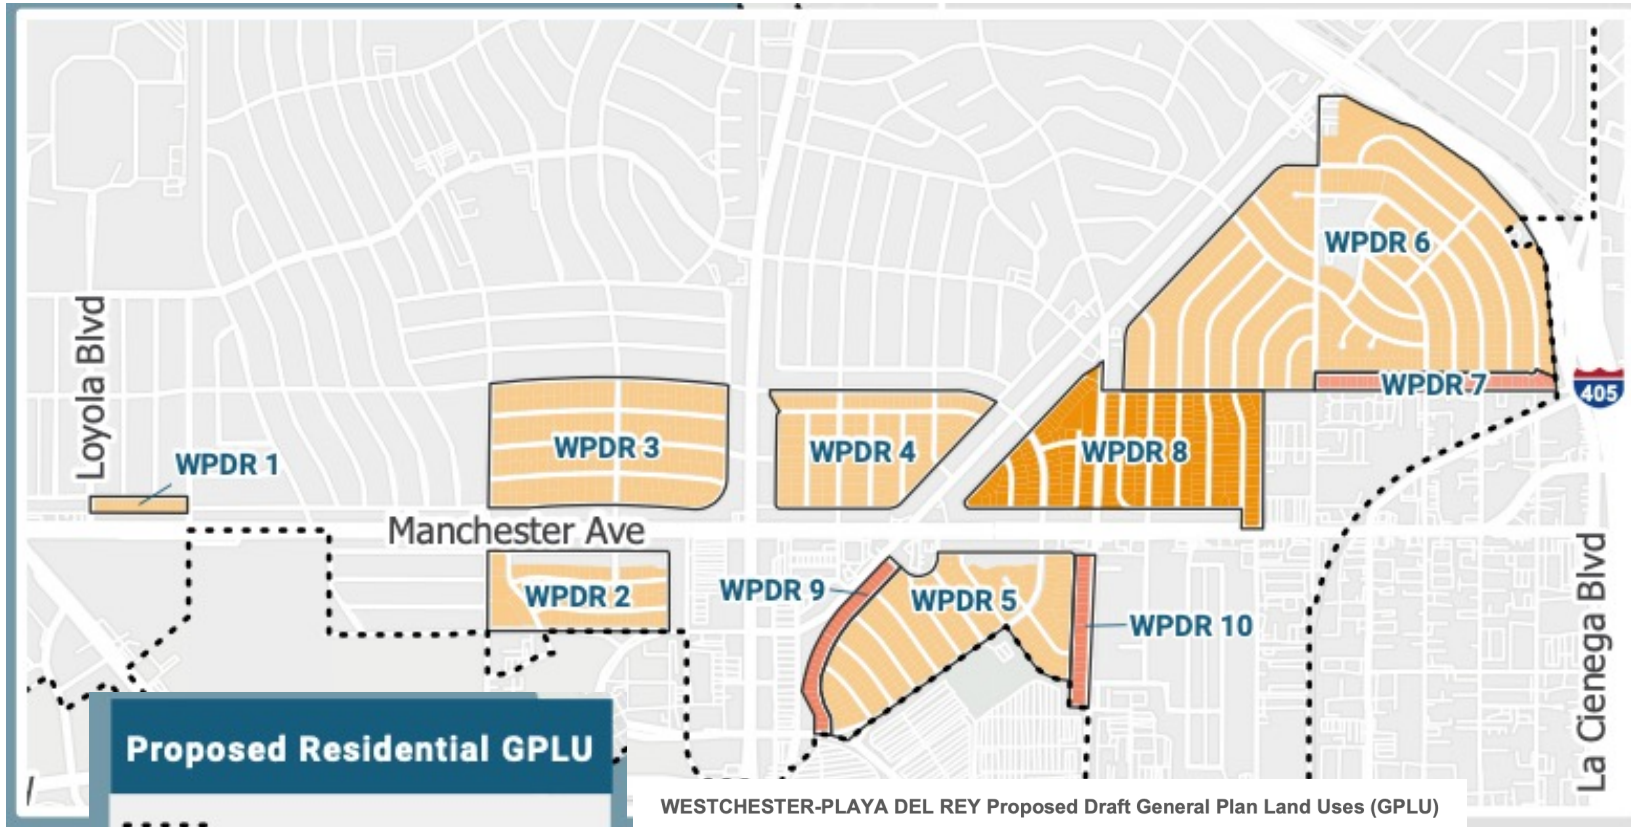 WPDR 6
Loyola Blvd
WPDR 7
405
WPDR 3
WPDR 4
WPDR 8
WPDR 1
Manchester Ave
WPDR 9
WPDR 2
WPDR 5
WPDR 10
La Cienega Blvd
Proposed Residential GPLU
WESTCHESTER-PLAYA DEL REY Proposed Draft General Plan Land Uses (GPLU)